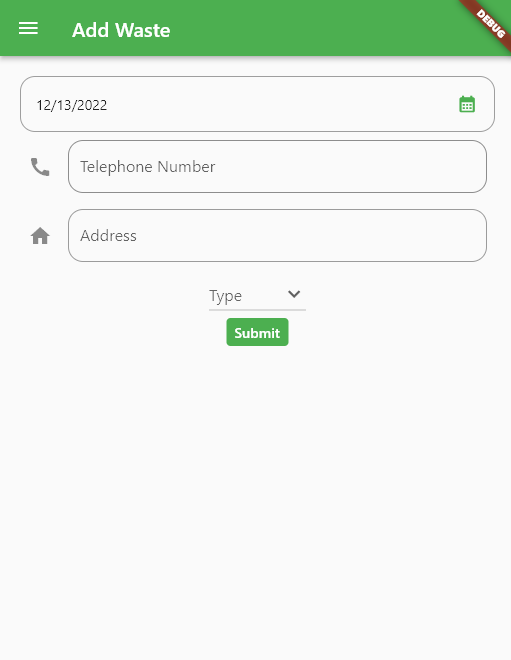 Add Waste
DEBUG
12/13/2022
Telephone Number
Address
Type
Submit